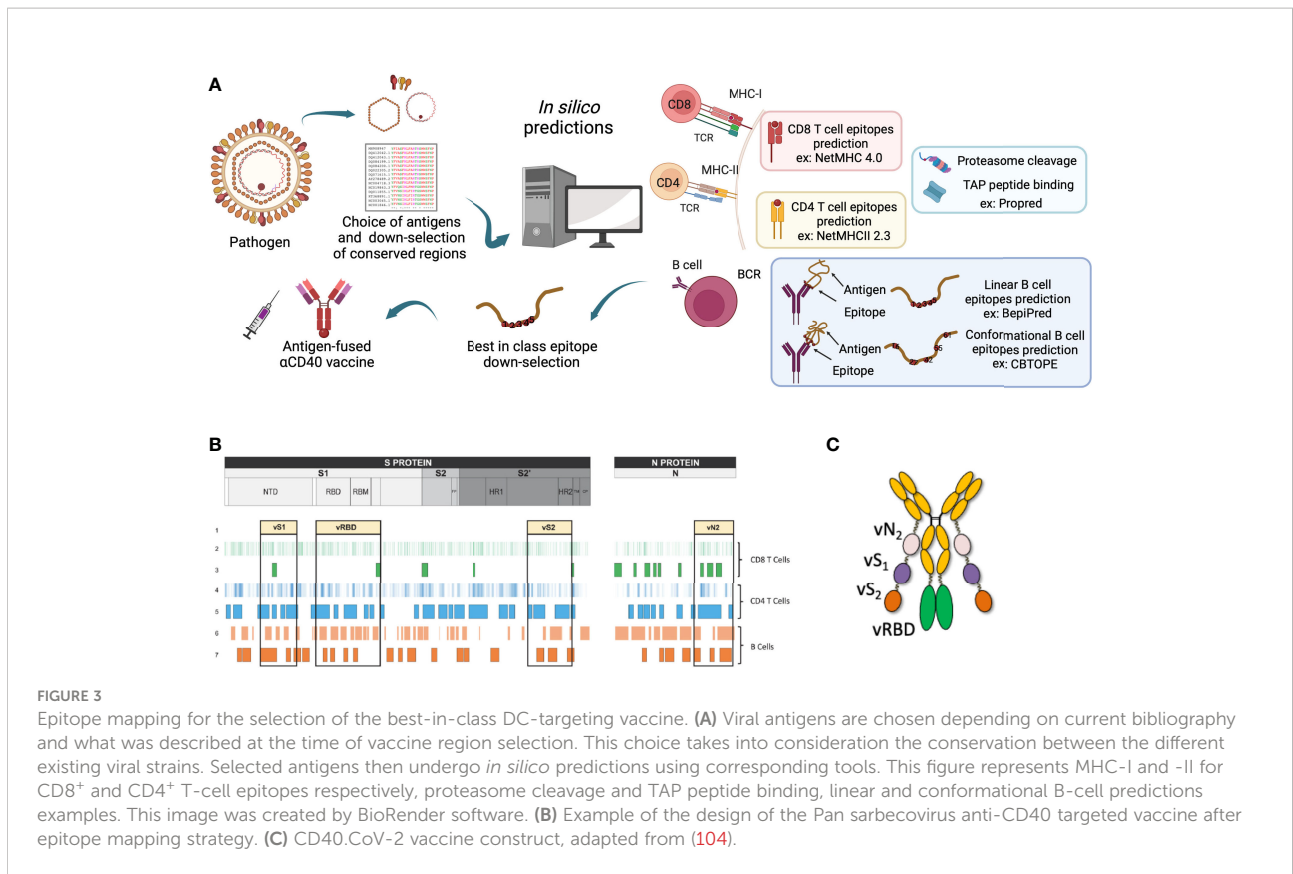 A
Pathogen
Choice of antigens
and down-selection
of conserved regions
In silico
predictions
CD8
MHC-I
TCR
CD4
MHC-II
TCR
CD8 T cell epitopes
prediction
ex: NetMHC 4.0
CD4 T cell epitopes
prediction
ex: NetMHCII 2.3
Proteasome cleavage
TAP peptide binding
ex: Propred
B cell
BCR
Antigen
Epitope
Linear B cell
epitopes prediction
ex: BepiPred
Antigen
Epitope
Conformational B cell
epitopes prediction
ex: CBTOPE
Best in class epitope
down-selection
Antigen-fused
αCD40 vaccine
B
S PROTEIN
S1 S2 S2'
NTD RBD RBM HR1 HR2
N PROTEIN
N
1 vS1 vRBD vS2 vN2
2
3
CD8 T Cells
4
5
CD4 T Cells
6
7
B Cells
C
vN2
vS1
vS2
vRBD
FIGURE 3
Epitope mapping for the selection of the best-in-class DC-targeting vaccine. (A) Viral antigens are chosen depending on current bibliography
and what was described at the time of vaccine region selection. This choice takes into consideration the conservation between the different
existing viral strains. Selected antigens then undergo in silico predictions using corresponding tools. This figure represents MHC-I and -II for
CD8+ and CD4+ T-cell epitopes respectively, proteasome cleavage and TAP peptide binding, linear and conformational B-cell predictions
examples. This image was created by BioRender software. (B) Example of the design of the Pan sarbecovirus anti-CD40 targeted vaccine after
epitope mapping strategy. (C) CD40.CoV-2 vaccine construct, adapted from (104).